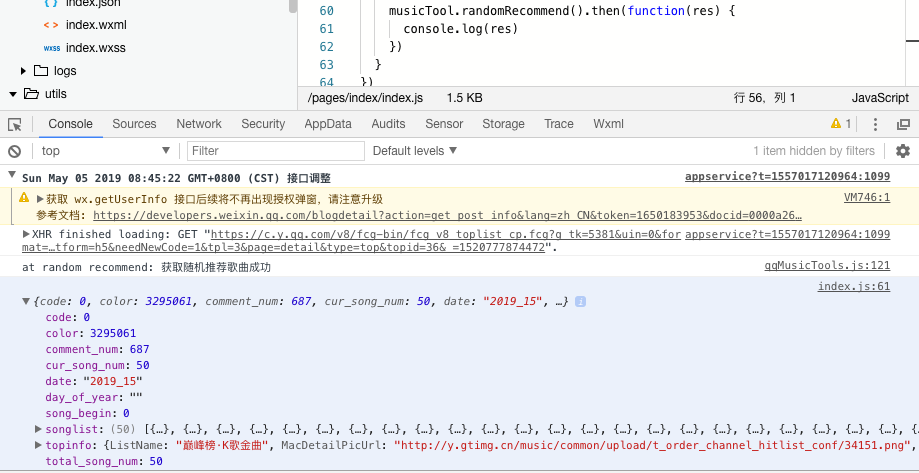 index.json
index.wxml
index.wxss
logs
utils
60 musicTool.randomRecommend().then(function(res) {
61 console.log(res)
62 })
63 }
64 })
/pages/index/index.js 1.5 KB 行 56，列 1 JavaScript
Console Sources Network Security AppData Audits Sensor Storage Trace Wxml 1
top Filter Default levels 1 item hidden by filters
Sun May 05 2019 08:45:22 GMT+0800 (CST) 接口调整 appservice?t=1557017120964:1099
获取 wx.getUserInfo 接口后续将不再出现授权弹窗，请注意升级 VM746:1
参考文档: https://developers.weixin.qq.com/blogdetail?action=get_post_info&lang=zh_CN&token=1650183953&docid=0000a26…
XHR finished loading: GET "https://c.y.qq.com/v8/fcg-bin/fcg_v8_toplist_cp.fcg?g_tk=5381&uin=0&for appservice?t=1557017120964:1099
mat=…tform=h5&needNewCode=1&tpl=3&page=detail&type=top&topid=36&_=1520777874472".
at random recommend: 获取随机推荐歌曲成功 qqMusicTools.js:121
index.js:61
{code: 0, color: 3295061, comment_num: 687, cur_song_num: 50, date: "2019_15", …}
code: 0
color: 3295061
comment_num: 687
cur_song_num: 50
date: "2019_15"
day_of_year: ""
song_begin: 0
songlist: (50) [{…}, {…}, {…}, {…}, {…}, {…}, {…}, {…}, {…}, {…}, {…}, {…}, {…}, {…}, {…}, {…}, {…}, {…}, {…}, {…}, {…}, {…}, {…
topinfo: {ListName: "巅峰榜·K歌金曲", MacDetailPicUrl: "http://y.gtimg.cn/music/common/upload/t_order_channel_hitlist_conf/34151.png",
total_song_num: 50